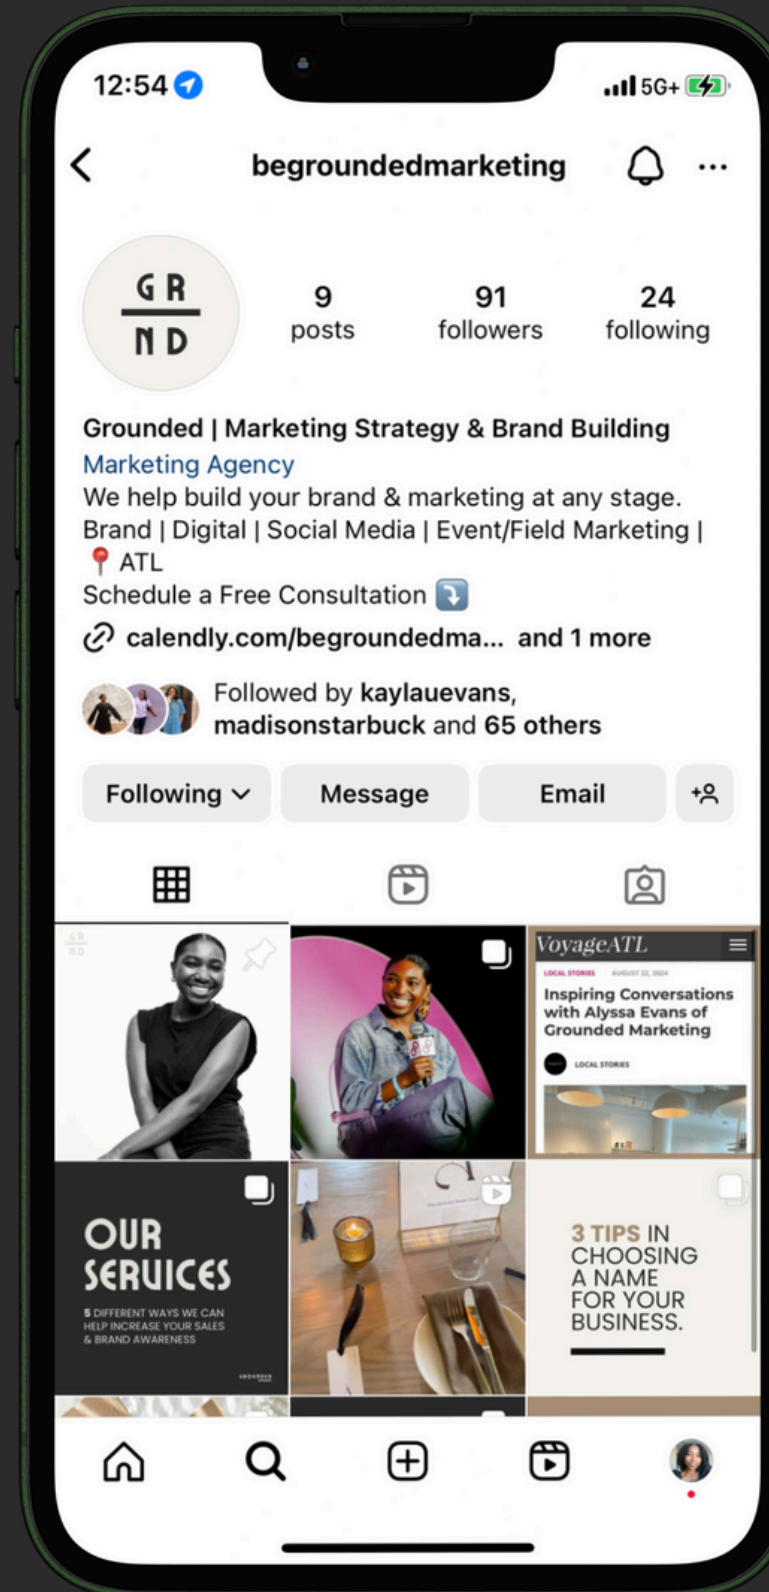 12:54
5G+
begroundedmarketing
GR
ND
9
posts
91
followers
24
following
Grounded | Marketing Strategy & Brand Building
Marketing Agency
We help build your brand & marketing at any stage.
Brand | Digital | Social Media | Event/Field Marketing |
📍 ATL
Schedule a Free Consultation ⤵️
calendly.com/begroundedma... and 1 more
Followed by kaylauevans,
madisonstarbuck and 65 others
Following
Message
Email
GR
ND
VoyageATL
LOCAL STORIES AUGUST 22, 2024
Inspiring Conversations
with Alyssa Evans of
Grounded Marketing
LOCAL STORIES
OUR
SERVICES
5 DIFFERENT WAYS WE CAN
HELP INCREASE YOUR SALES
& BRAND AWARENESS
GROUNDED
3 TIPS IN
CHOOSING
A NAME
FOR YOUR
BUSINESS.